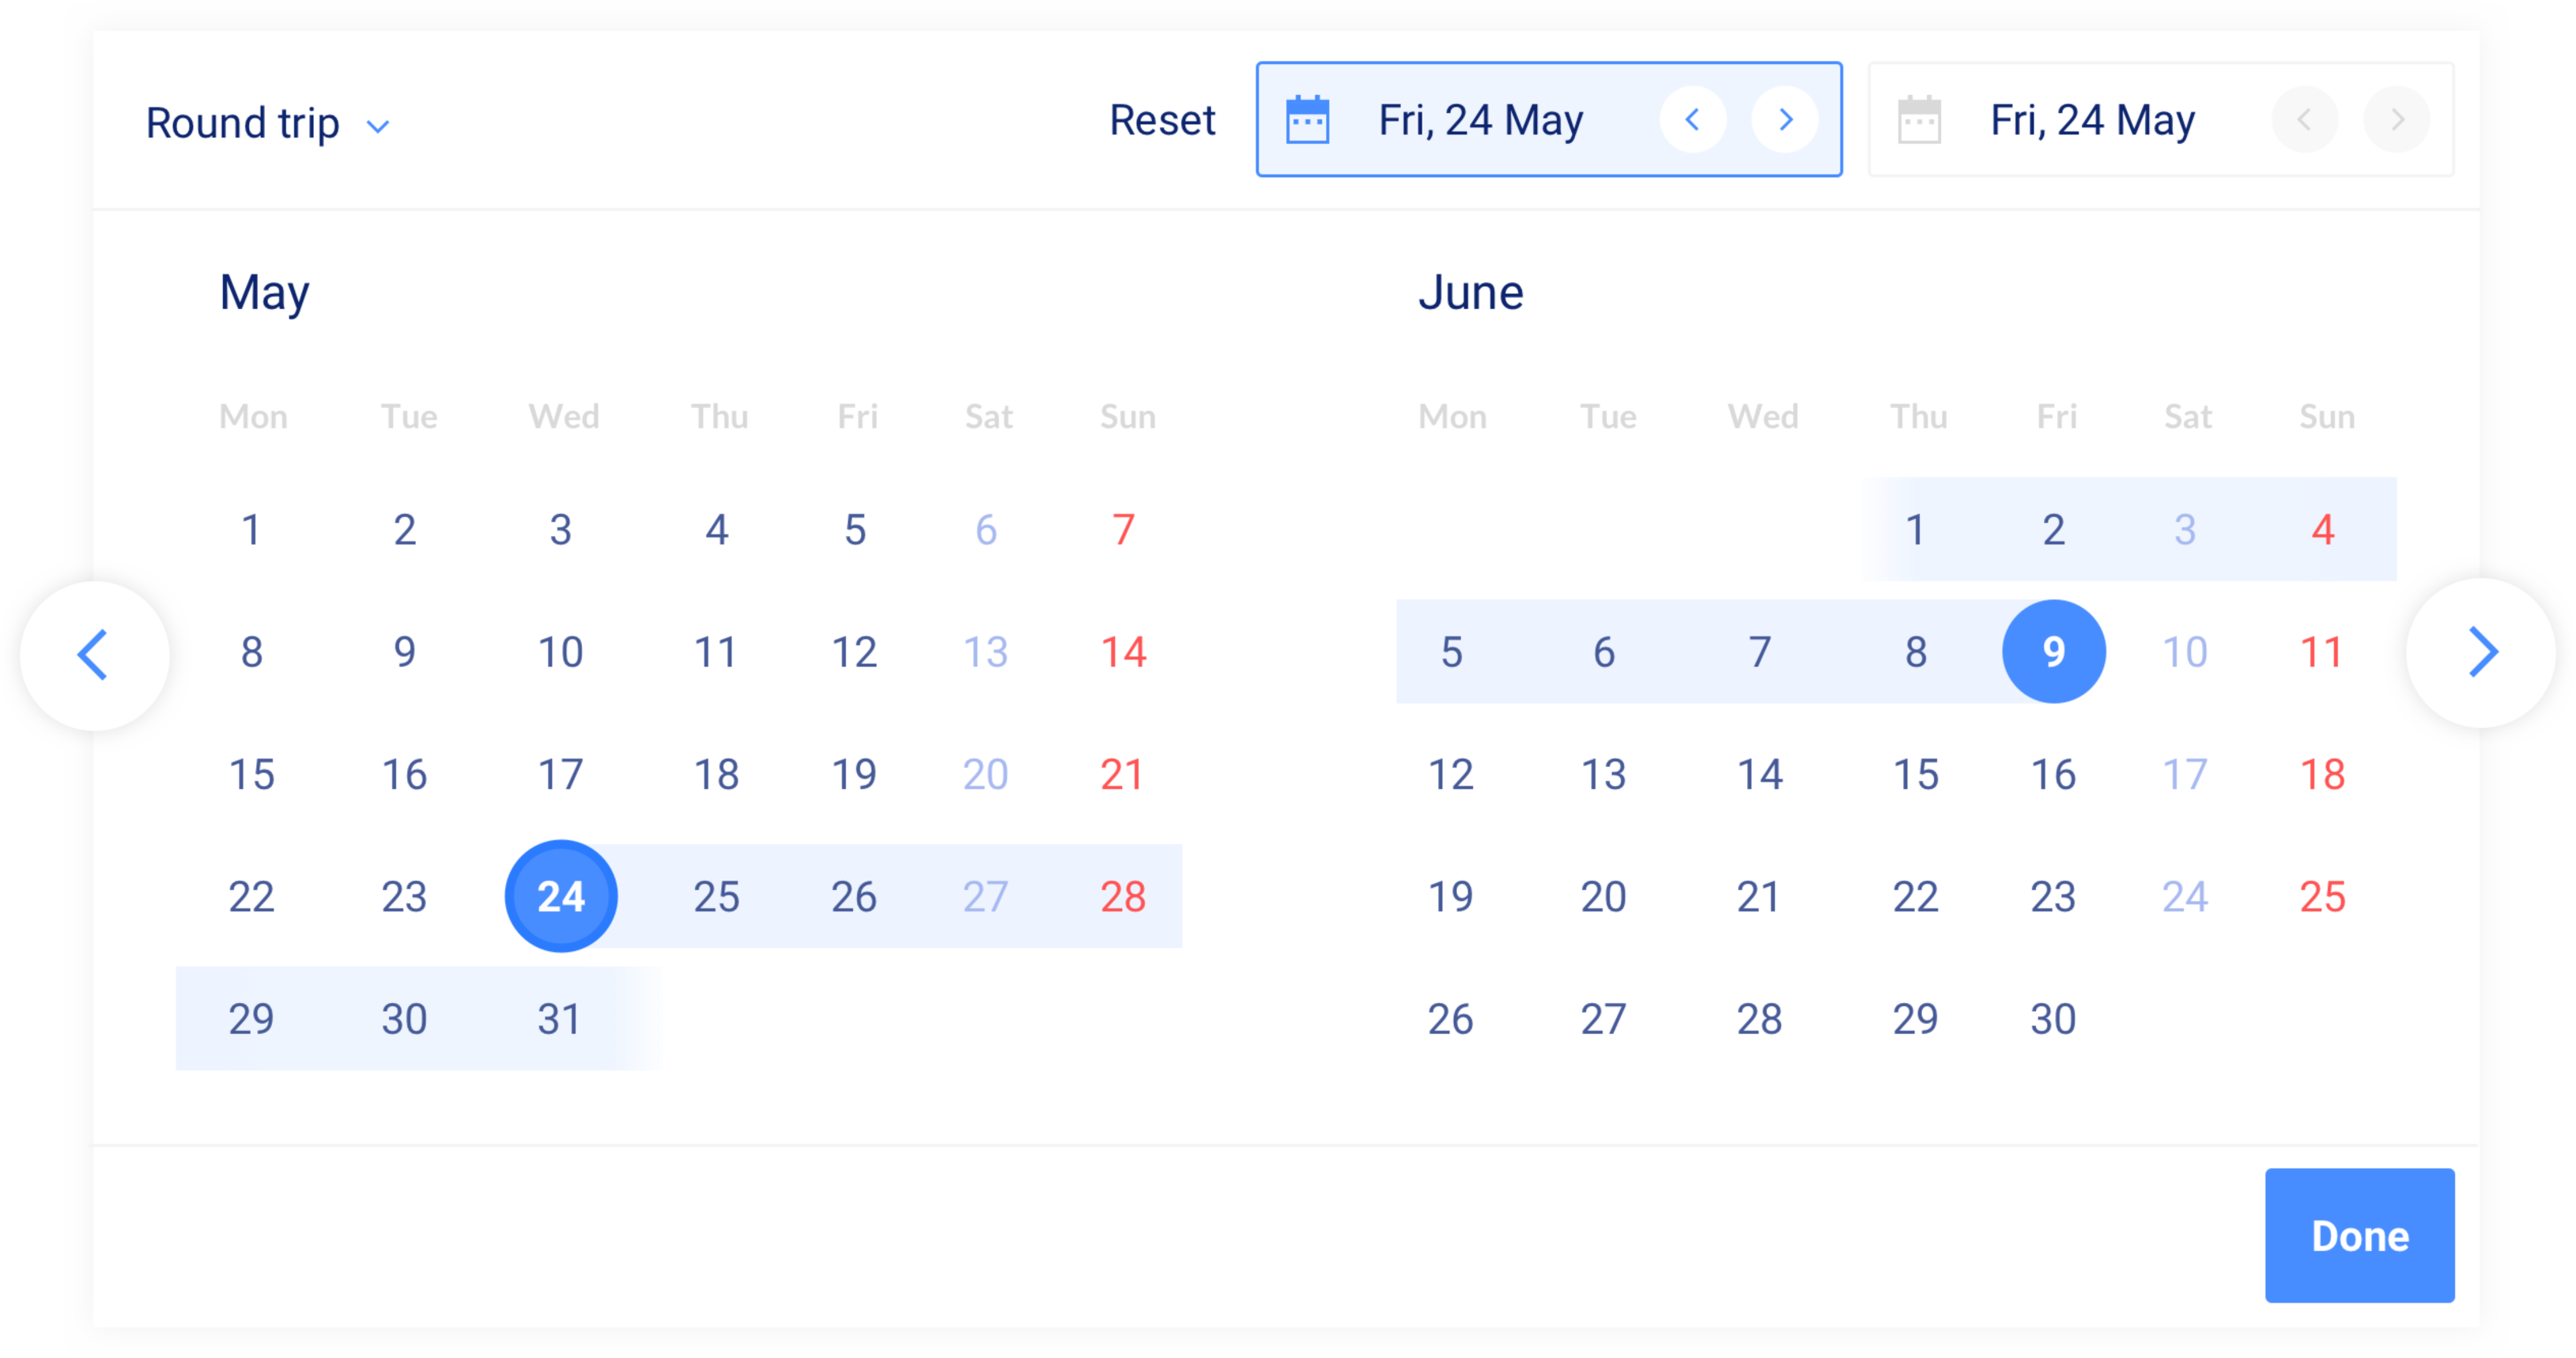 Round trip Reset Fri, 24 May Fri, 24 May
May
Mon Tue Wed Thu Fri Sat Sun
1 2 3 4 5 6 7
8 9 10 11 12 13 14
15 16 17 18 19 20 21
22 23 24 25 26 27 28
29 30 31
June
Mon Tue Wed Thu Fri Sat Sun
1 2 3 4
5 6 7 8 9 10 11
12 13 14 15 16 17 18
19 20 21 22 23 24 25
26 27 28 29 30
Done